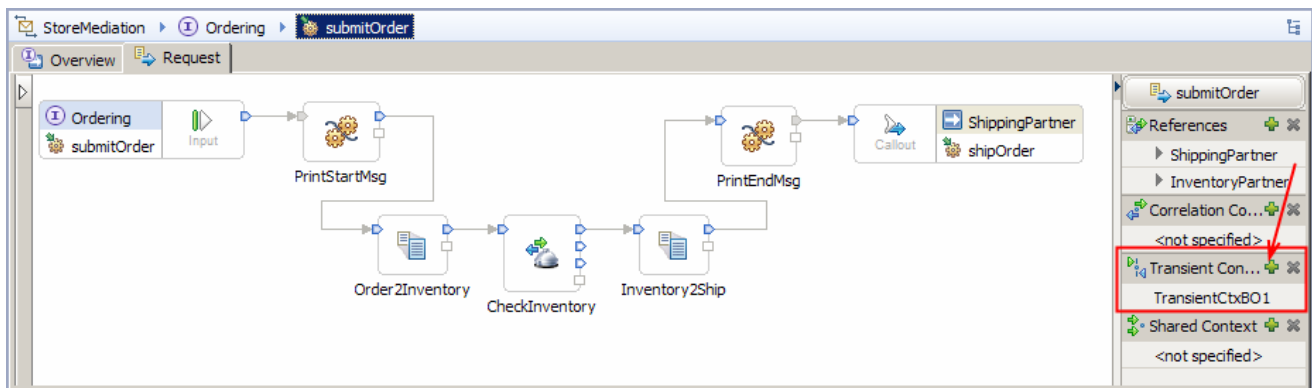 StoreMediation Ordering submitOrder
Overview Request
Ordering
submitOrder
Input
PrintStartMsg
Order2Inventory
CheckInventory
Inventory2Ship
PrintEndMsg
Callout
ShippingPartner
shipOrder
submitOrder
References
ShippingPartner
InventoryPartner
Correlation Co...
<not specified>
Transient Con...
TransientCtxBO1
Shared Context
<not specified>